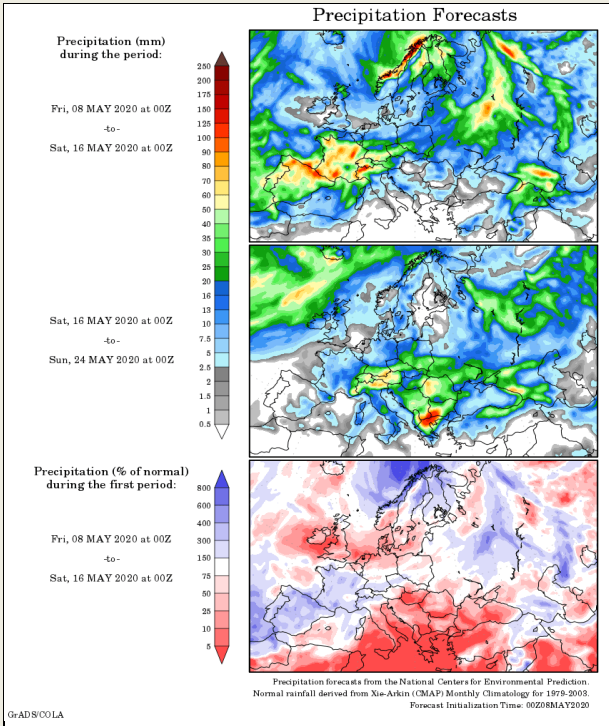 Precipitation Forecasts
Precipitation (mm)
during the period:
Fri, 08 MAY 2020 at 00Z
-to-
Sat, 16 MAY 2020 at 00Z
250
200
175
150
125
100
90
80
70
60
50
40
35
30
25
20
16
13
10
7.5
5
2.5
2
1.5
1
0.5
Sat, 16 MAY 2020 at 00Z
-to-
Sun, 24 MAY 2020 at 00Z
Precipitation (% of normal)
during the first period:
Fri, 08 MAY 2020 at 00Z
-to-
Sat, 16 MAY 2020 at 00Z
800
600
400
300
150
75
50
25
10
5
Precipitation forecasts from the National Centers for Environmental Prediction.
Normal rainfall derived from Xie-Arkin (CMAP) Monthly Climatology for 1979-2003.
Forecast Initialization Time: 00Z08MAY2020
GrADS/COLA